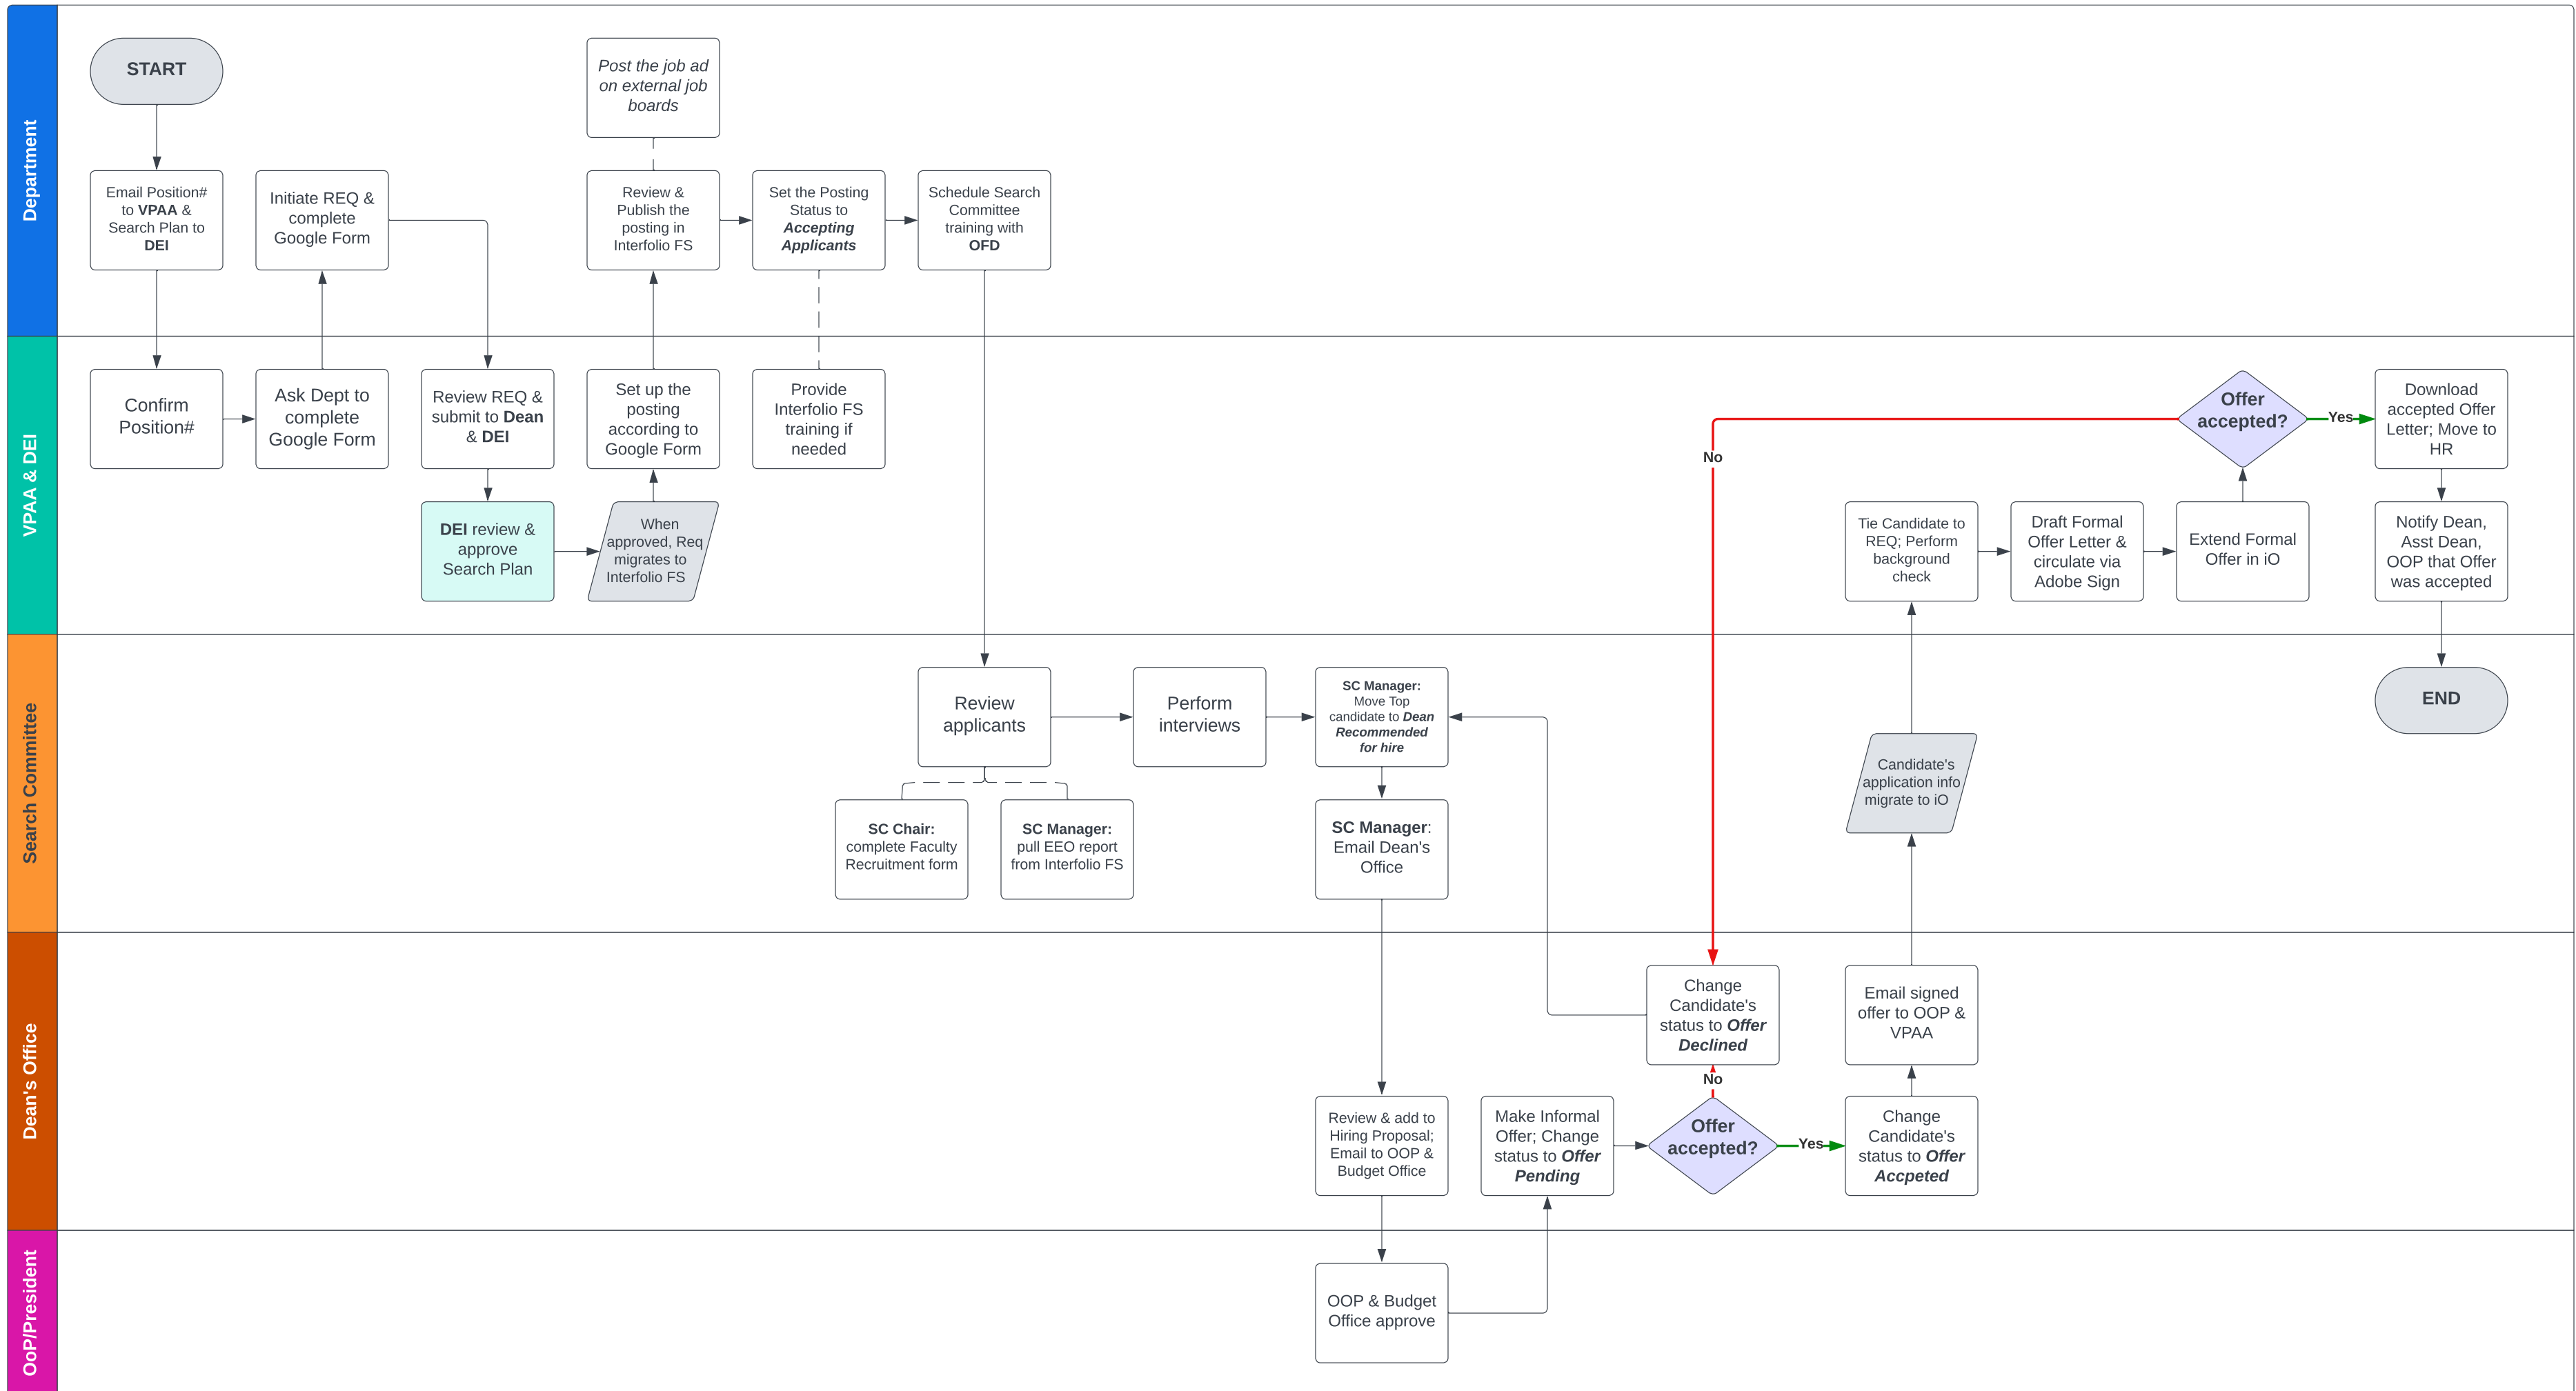 Department
START
Email Position#
to VPAA &
Search Plan to
DEI
Initiate REQ &
complete
Google Form
Post the job ad
on external job
boards
Review &
Publish the
posting in
Interfolio FS
Set the Posting
Status to
Accepting
Applicants
Schedule Search
Committee
training with
OFD
VPAA & DEI
Confirm
Position#
Ask Dept to
complete
Google Form
Review REQ &
submit to Dean
& DEI
DEI review &
approve
Search Plan
When
approved, Req
migrates to
Interfolio FS
Set up the
posting
according to
Google Form
Provide
Interfolio FS
training if
needed
Tie Candidate to
REQ; Perform
background
check
Draft Formal
Offer Letter &
circulate via
Adobe Sign
Extend Formal
Offer in iO
Offer
accepted?
No
Yes
Download
accepted Offer
Letter; Move to
HR
Notify Dean,
Asst Dean,
OOP that Offer
was accepted
Search Committee
Review
applicants
SC Chair:
complete Faculty
Recruitment form
SC Manager:
pull EEO report
from Interfolio FS
Perform
interviews
SC Manager:
Move Top
candidate to Dean
Recommended
for hire
SC Manager:
Email Dean's
Office
Candidate's
application info
migrate to iO
END
Dean's Office
Review & add to
Hiring Proposal;
Email to OOP &
Budget Office
Make Informal
Offer; Change
status to Offer
Pending
Offer
accepted?
No
Yes
Change
Candidate's
status to Offer
Declined
Change
Candidate's
status to Offer
Accpeted
Email signed
offer to OOP &
VPAA
OoP/President
OOP & Budget
Office approve